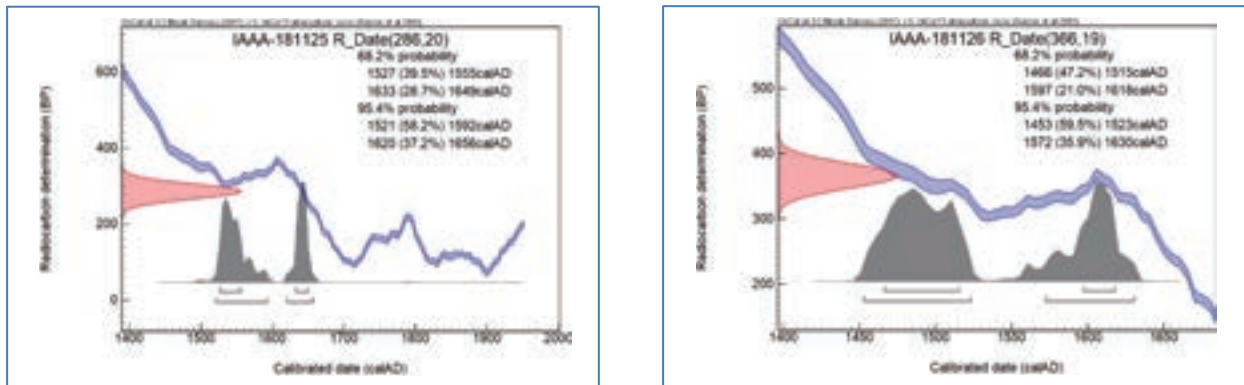 IAAA-181125 R_Date(286,20)
68.2% probability
1527 (39.5%) 1555calAD
1633 (28.7%) 1649calAD
95.4% probability
1521 (58.2%) 1592calAD
1620 (37.2%) 1656calAD
Radiocarbon determination (BP)
600
400
200
0
1400 1500 1600 1700 1800 1900 2000
Calibrated date (calAD)
IAAA-181126 R_Date(366,19)
68.2% probability
1466 (47.2%) 1515calAD
1597 (21.0%) 1618calAD
95.4% probability
1453 (59.5%) 1523calAD
1572 (35.9%) 1630calAD
Radiocarbon determination (BP)
500
400
300
200
1400 1450 1500 1550 1600 1650
Calibrated date (calAD)